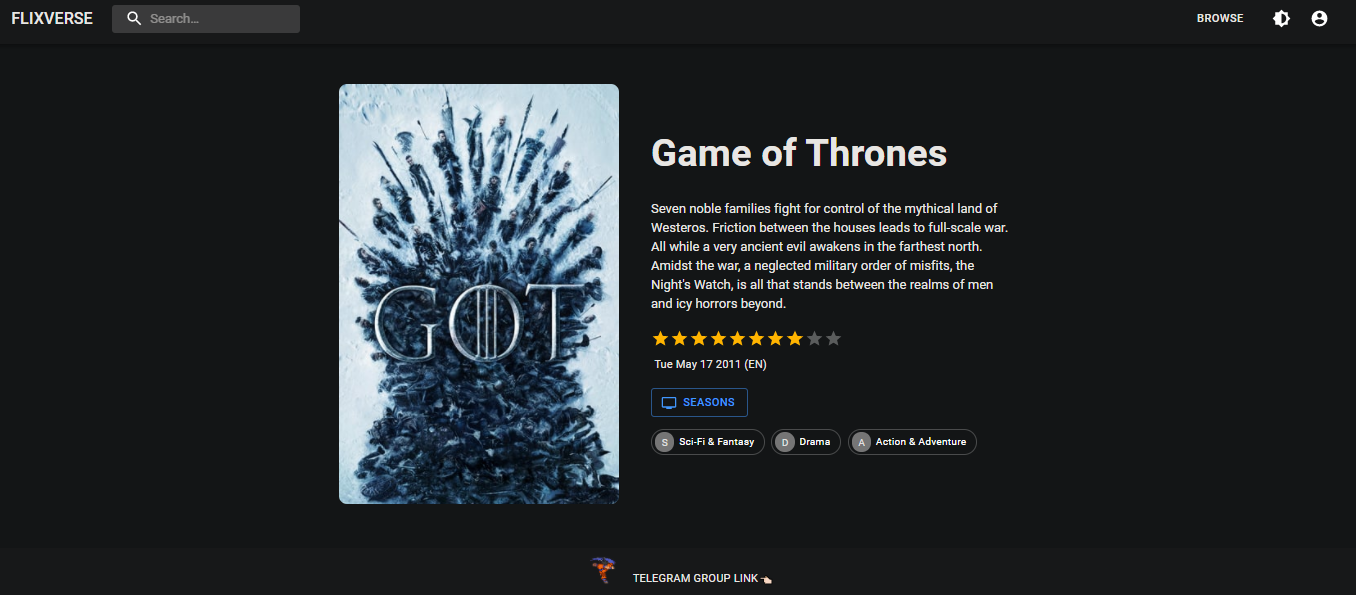 FLIXVERSE
Search...
BROWSE
GOT
Game of Thrones
Seven noble families fight for control of the mythical land of
Westeros. Friction between the houses leads to full-scale war.
All while a very ancient evil awakens in the farthest north.
Amidst the war, a neglected military order of misfits, the
Night's Watch, is all that stands between the realms of men
and icy horrors beyond.
Tue May 17 2011 (EN)
SEASONS
S Sci-Fi & Fantasy
D Drama
A Action & Adventure
TELEGRAM GROUP LINK👈🏻